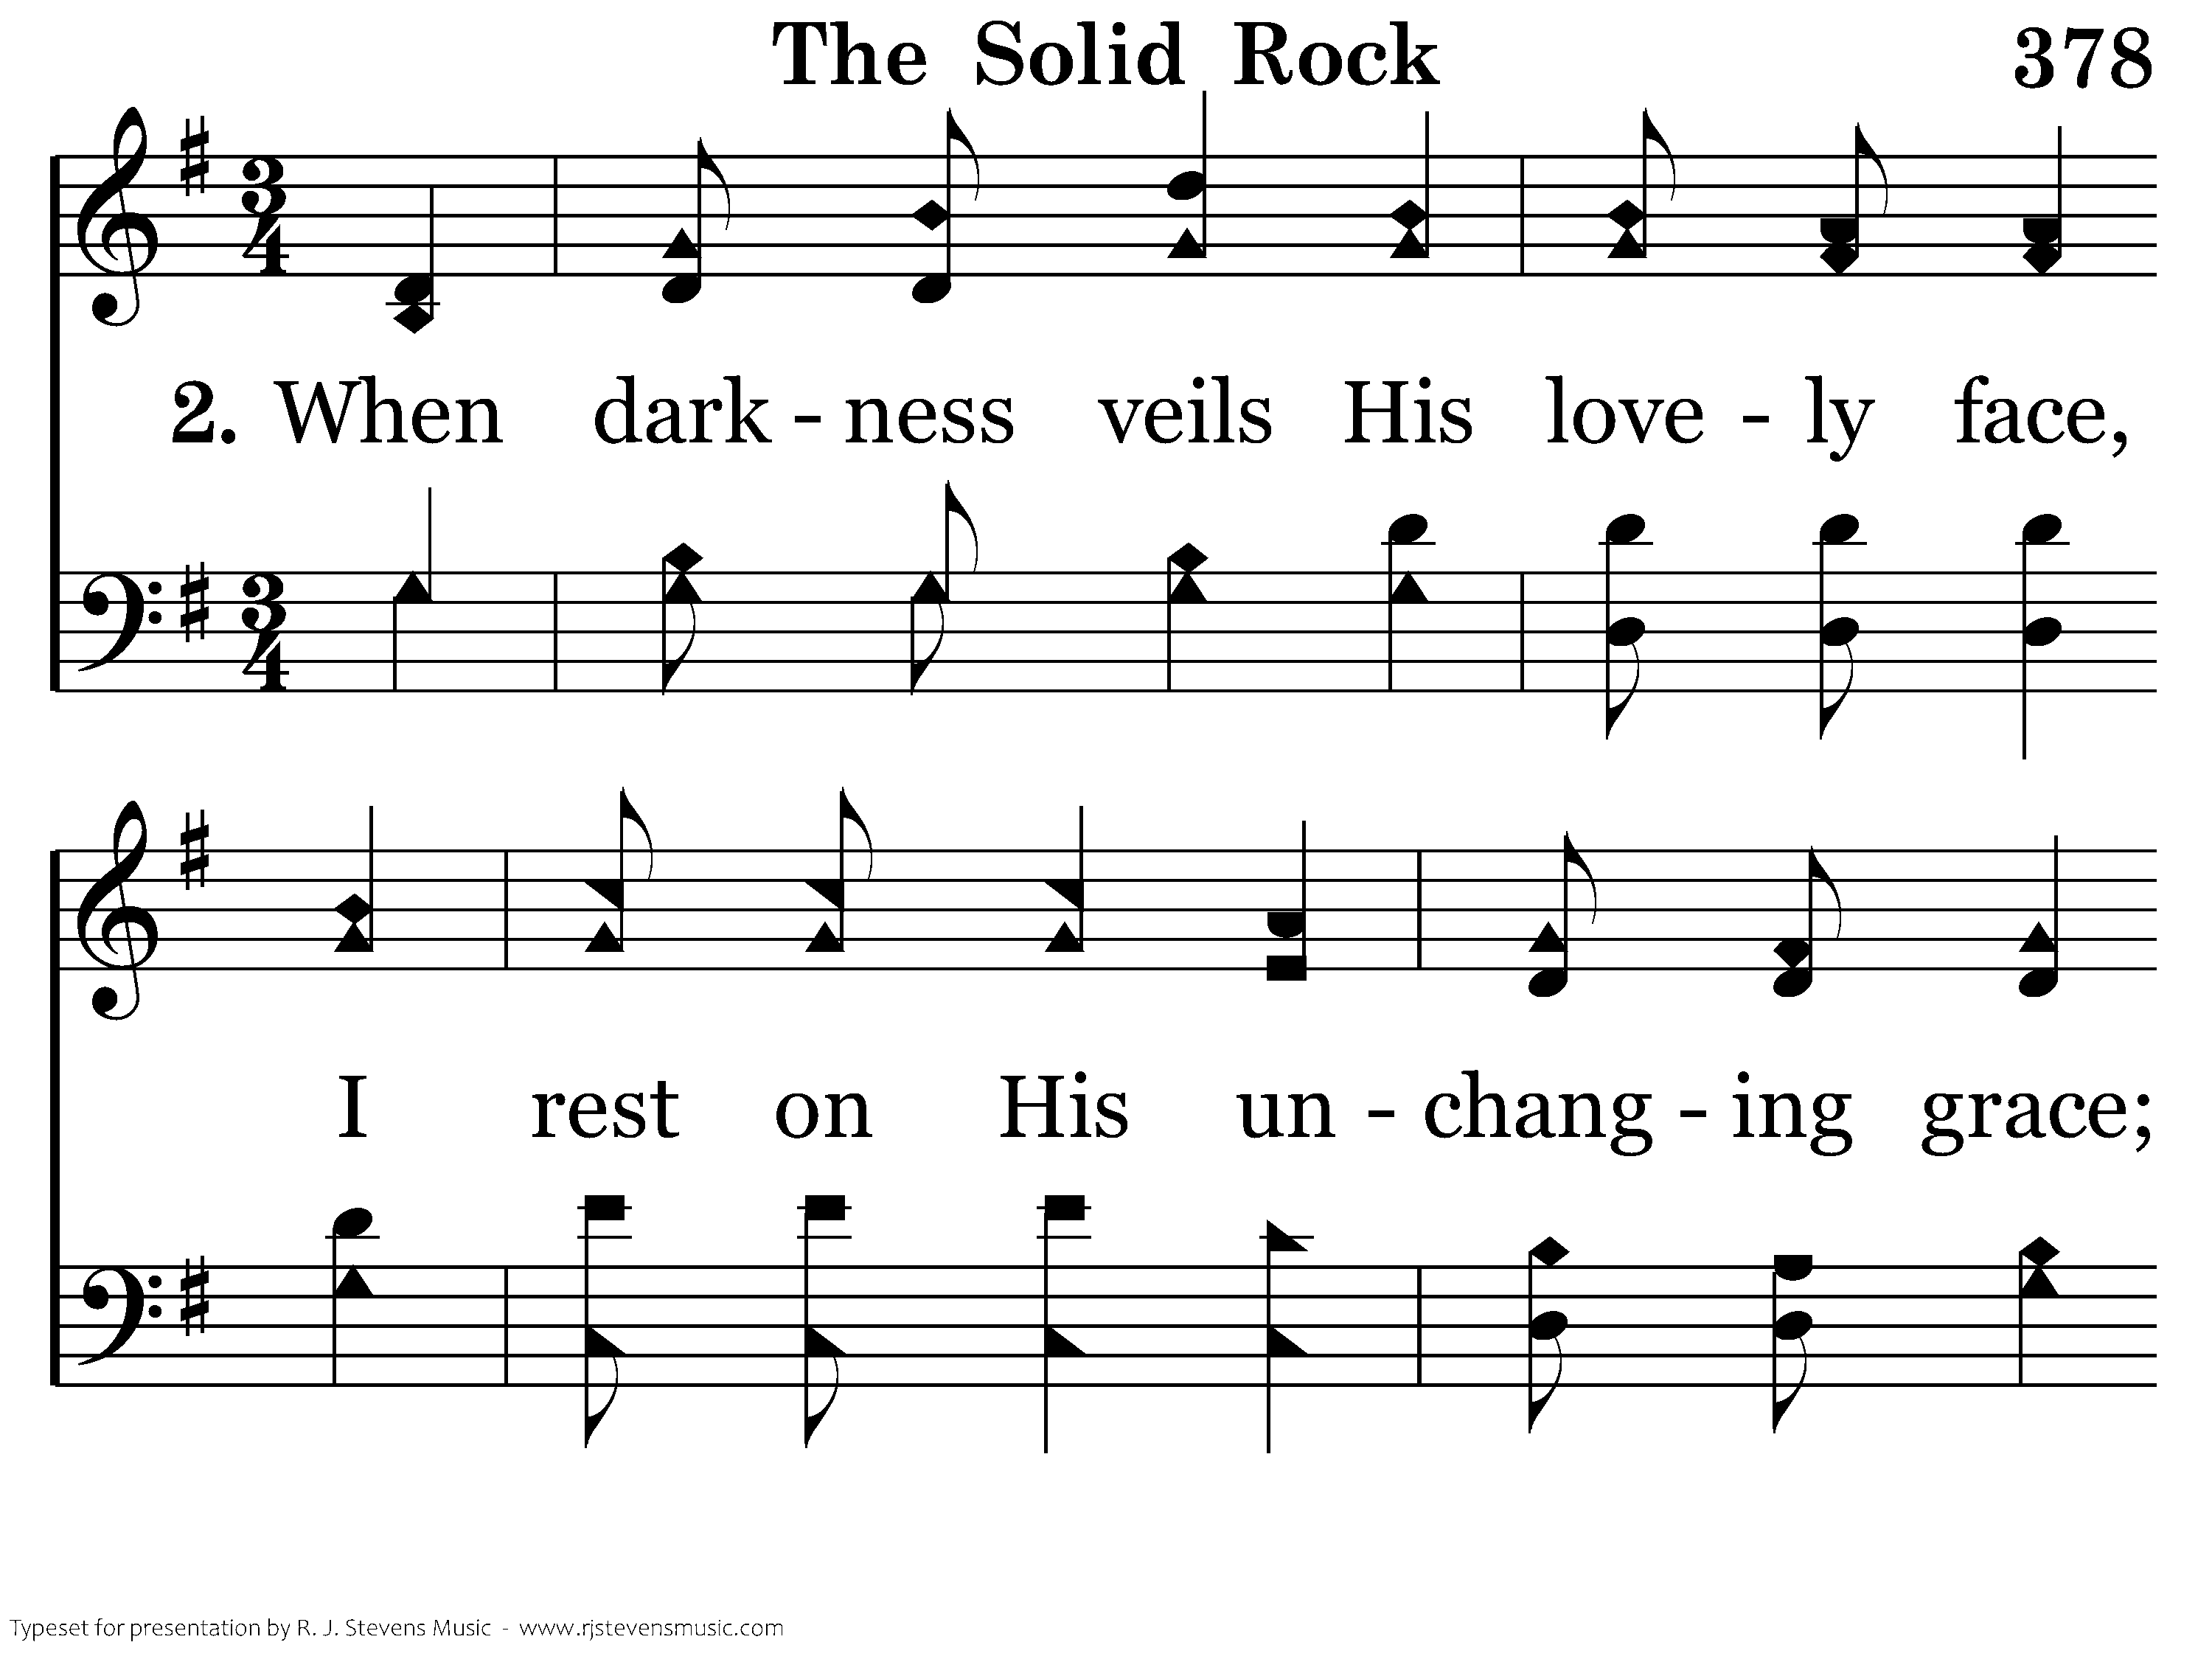 The Solid Rock 378
2. When dark - ness veils His love - ly face,
I rest on His un - chang - ing grace;
Typeset for presentation by R. J. Stevens Music - www.rjstevensmusic.com